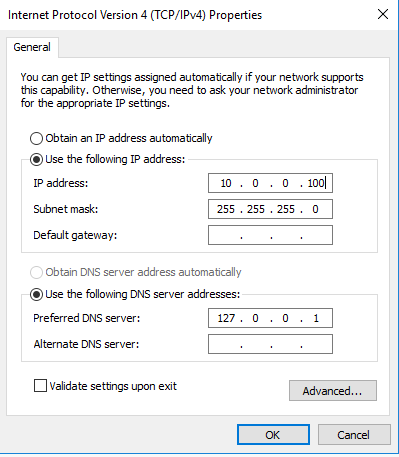 Internet Protocol Version 4 (TCP/IPv4) Properties
General
You can get IP settings assigned automatically if your network supports
this capability. Otherwise, you need to ask your network administrator
for the appropriate IP settings.
Obtain an IP address automatically
Use the following IP address:
IP address: 10 . 0 . 0 . 100
Subnet mask: 255 . 255 . 255 . 0
Default gateway: . . .
Obtain DNS server address automatically
Use the following DNS server addresses:
Preferred DNS server: 127 . 0 . 0 . 1
Alternate DNS server: . . .
Validate settings upon exit
Advanced...
OK Cancel